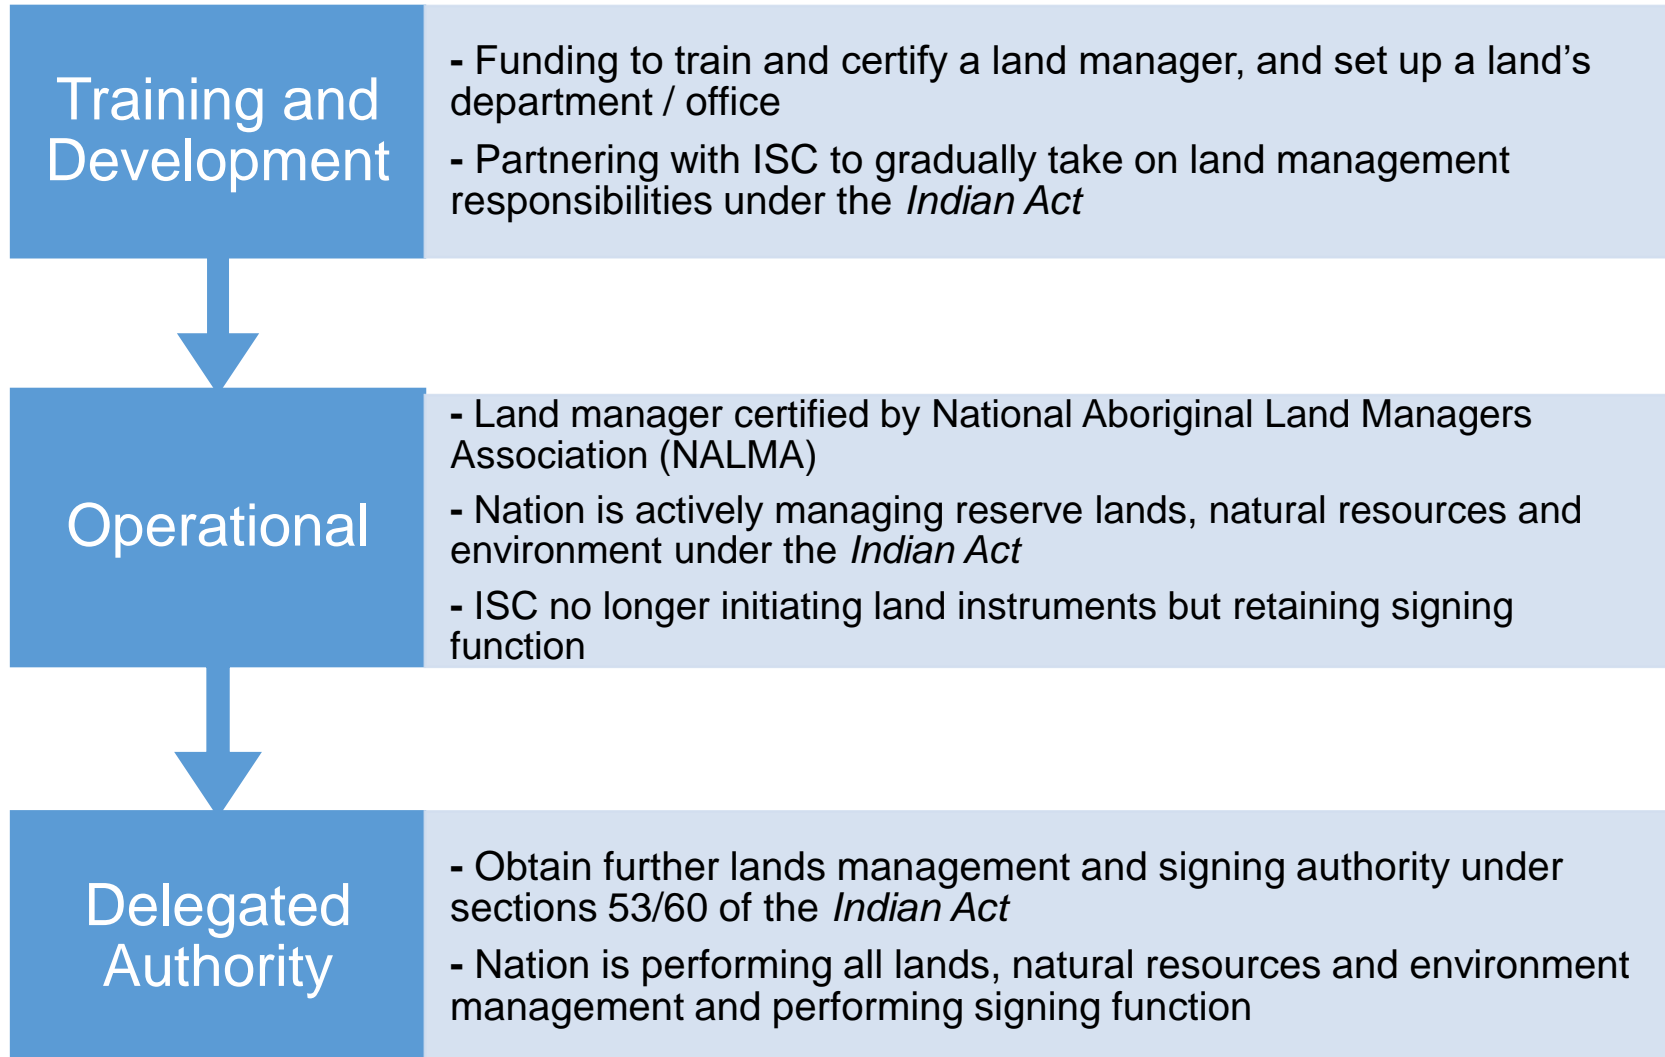 Training and
Development
- Funding to train and certify a land manager, and set up a land’s
department / office
- Partnering with ISC to gradually take on land management
responsibilities under the Indian Act
Operational
- Land manager certified by National Aboriginal Land Managers
Association (NALMA)
- Nation is actively managing reserve lands, natural resources and
environment under the Indian Act
- ISC no longer initiating land instruments but retaining signing
function
Delegated
Authority
- Obtain further lands management and signing authority under
sections 53/60 of the Indian Act
- Nation is performing all lands, natural resources and environment
management and performing signing function